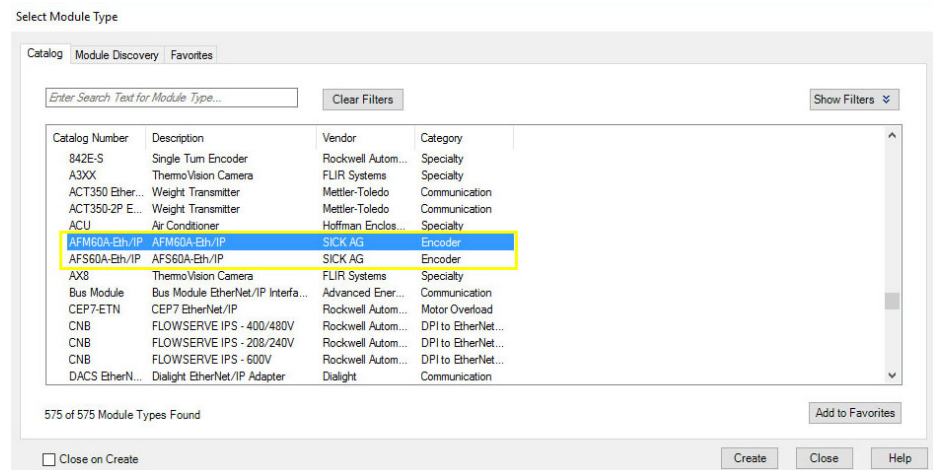 Select Module Type
Catalog Module Discovery Favorites
Enter Search Text for Module Type... Clear Filters Show Filters
Catalog Number Description Vendor Category
842E-S Single Turn Encoder Rockwell Autom... Specialty
A3XX ThermoVision Camera FLIR Systems Specialty
ACT350 Ether... Weight Transmitter Mettler-Toledo Communication
ACT350-2P E... Weight Transmitter Mettler-Toledo Communication
ACU Air Conditioner Hoffman Enclos... Specialty
AFM60A-Eth/IP AFM60A-Eth/IP SICK AG Encoder
AFS60A-Eth/IP AFS60A-Eth/IP SICK AG Encoder
AX8 ThermoVision Camera FLIR Systems Specialty
Bus Module Bus Module EtherNet/IP Interfa... Advanced Ener... Communication
CEP7-ETN CEP7 EtherNet/IP Rockwell Autom... Motor Overload
CNB FLOWSERVE IPS - 400/480V Rockwell Autom... DPI to EtherNet...
CNB FLOWSERVE IPS - 208/240V Rockwell Autom... DPI to EtherNet...
CNB FLOWSERVE IPS - 600V Rockwell Autom... DPI to EtherNet...
DACS EtherN... Dialight EtherNet/IP Adapter Dialight Communication
575 of 575 Module Types Found Add to Favorites
Close on Create Create Close Help